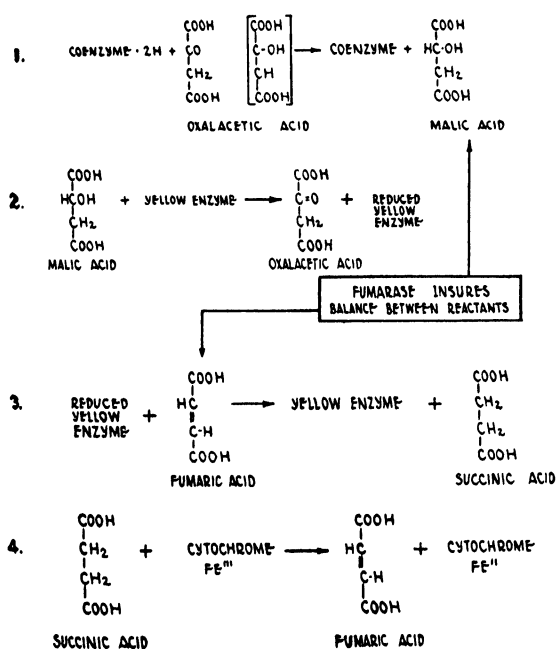 1.
COENZYME · 2H + COOH CO CH2 COOH [COOH C-OH CH COOH] → COENZYME + COOH HC·OH CH2 COOH
OXALACETIC ACID MALIC ACID
2.
COOH HCOH CH2 COOH + YELLOW ENZYME → COOH C=O CH2 COOH + REDUCED YELLOW ENZYME
MALIC ACID OXALACETIC ACID
FUMARASE INSURES
BALANCE BETWEEN REACTANTS
3.
REDUCED YELLOW ENZYME + COOH HC C-H COOH → YELLOW ENZYME + COOH CH2 CH2 COOH
FUMARIC ACID SUCCINIC ACID
4.
COOH CH2 CH2 COOH + CYTOCHROME FE''' → COOH HC C-H COOH + CYTOCHROME FE''
SUCCINIC ACID FUMARIC ACID